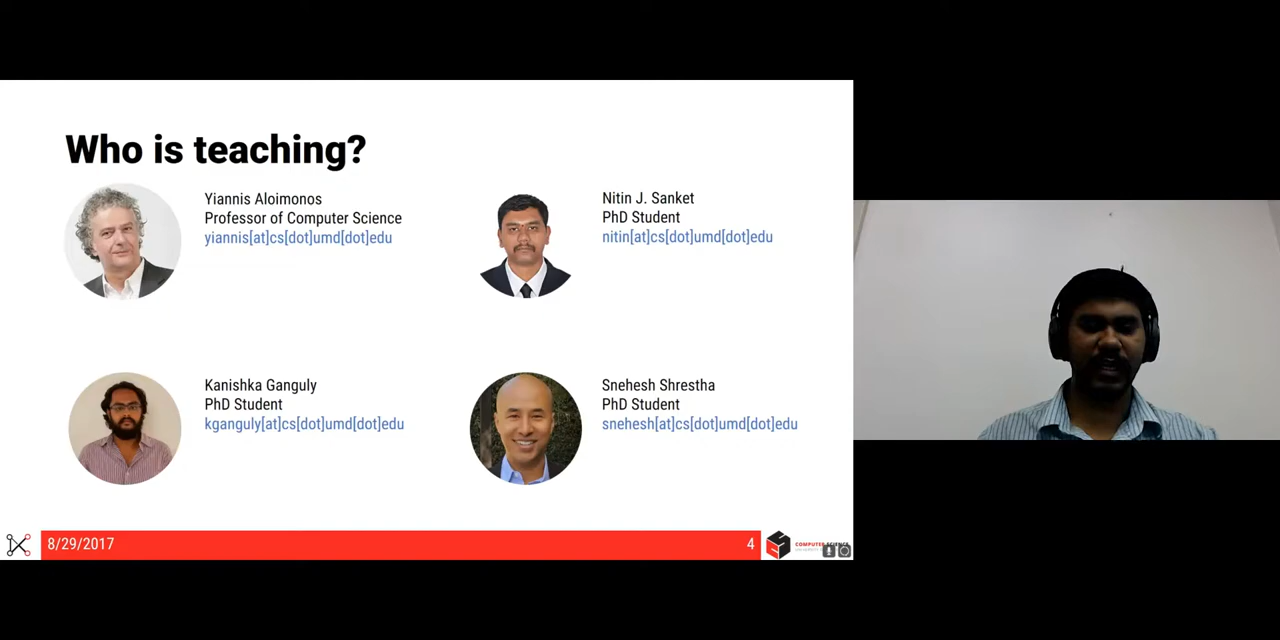 Who is teaching?
Yiannis Aloimonos
Professor of Computer Science
yiannis[at]cs[dot]umd[dot]edu
Nitin J. Sanket
PhD Student
nitin[at]cs[dot]umd[dot]edu
Kanishka Ganguly
PhD Student
kganguly[at]cs[dot]umd[dot]edu
Snehesh Shrestha
PhD Student
snehesh[at]cs[dot]umd[dot]edu
8/29/2017
4
COMPUTER SCIENCE